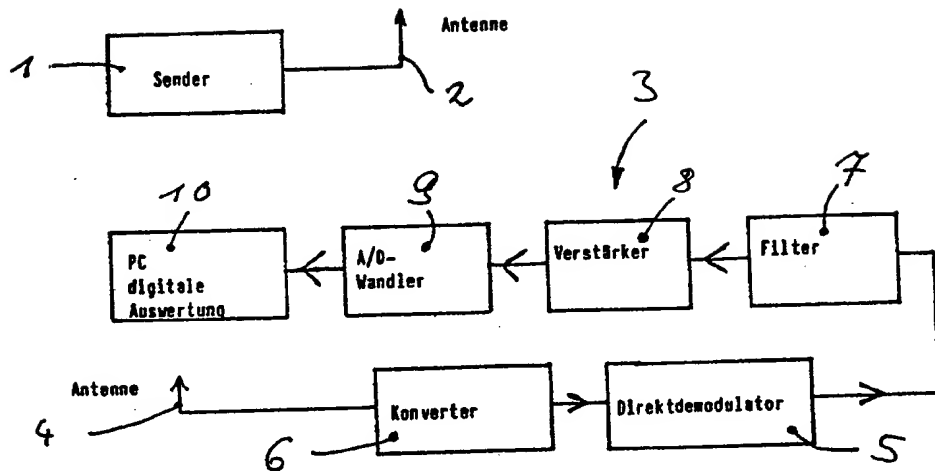 Antenne
1
Sender
2
3
10
9
8
7
PC
digitale
Auswertung
A/D-
Wandler
Verstärker
Filter
Antenne
4
Konverter
6
Direktdemodulator
5